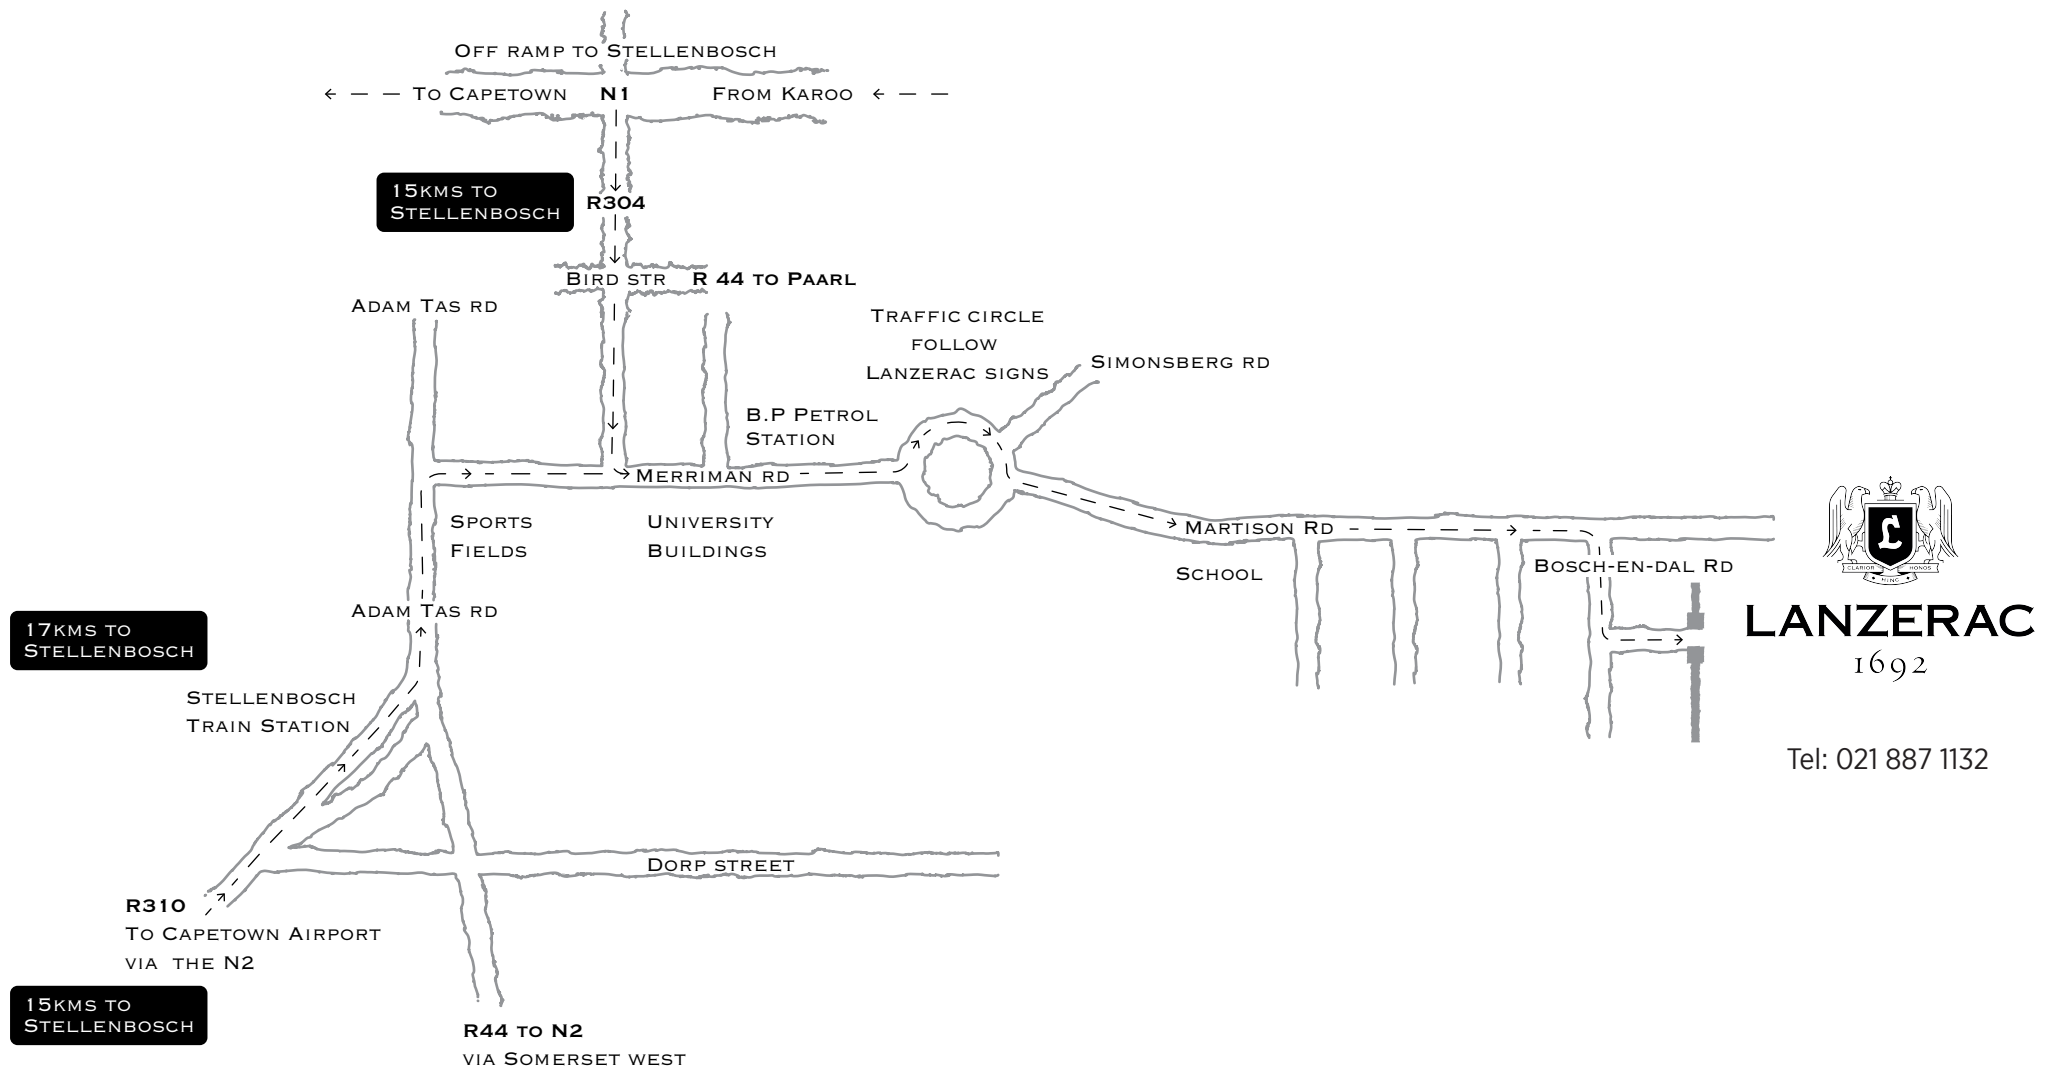 Off ramp to Stellenbosch
To Capetown N1 From Karoo
15kms to
Stellenbosch
R304
Bird str R 44 to Paarl
Adam Tas rd
Traffic circle
follow
Lanzerac signs
Simonsberg rd
B.P Petrol
Station
Merriman rd
Sports
Fields
University
Buildings
Martison Rd
School
Bosch-en-dal Rd
L
CLARIOR HINC HONOS
LANZERAC
1692
Tel: 021 887 1132
Adam Tas rd
17kms to
Stellenbosch
Stellenbosch
Train Station
Dorp street
R310
To Capetown Airport
via the N2
15kms to
Stellenbosch
R44 to N2
via Somerset west